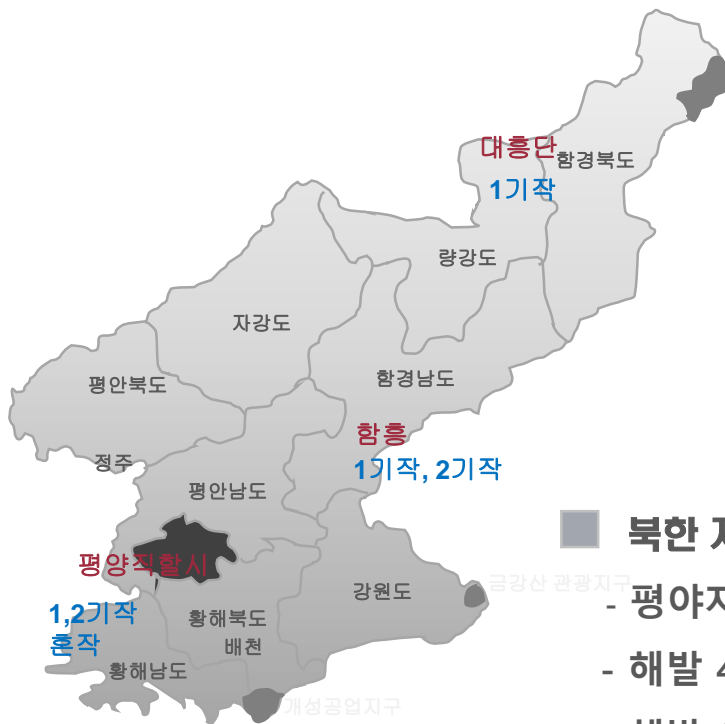 대흥단
함경북도
1기작
량강도
자강도
함경남도
평안북도
함흥
1기작, 2기작
정주
평안남도
북한
평양직할시
금강산 관광지구
강원도
- 평야
1,2기작
황해북도
혼작
배천
- 해발
황해남도
개성공업지구